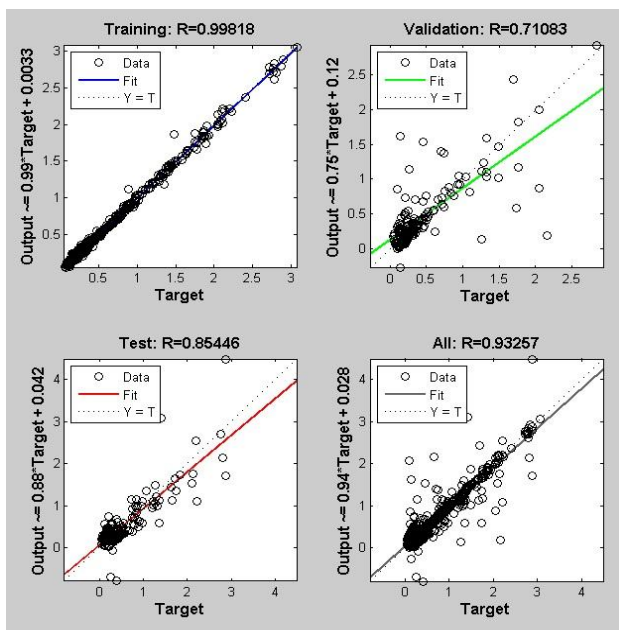 Training: R=0.99818
Output ~= 0.99*Target + 0.0033
3
2.5
2
1.5
1
0.5
Data
Fit
Y = T
0.5 1 1.5 2 2.5 3
Target
Validation: R=0.71083
Output ~= 0.75*Target + 0.12
2.5
2
1.5
1
0.5
0
Data
Fit
Y = T
0 0.5 1 1.5 2 2.5
Target
Test: R=0.85446
Output ~= 0.88*Target + 0.042
4
3
2
1
0
Data
Fit
Y = T
0 1 2 3 4
Target
All: R=0.93257
Output ~= 0.94*Target + 0.028
4
3
2
1
0
Data
Fit
Y = T
0 1 2 3 4
Target